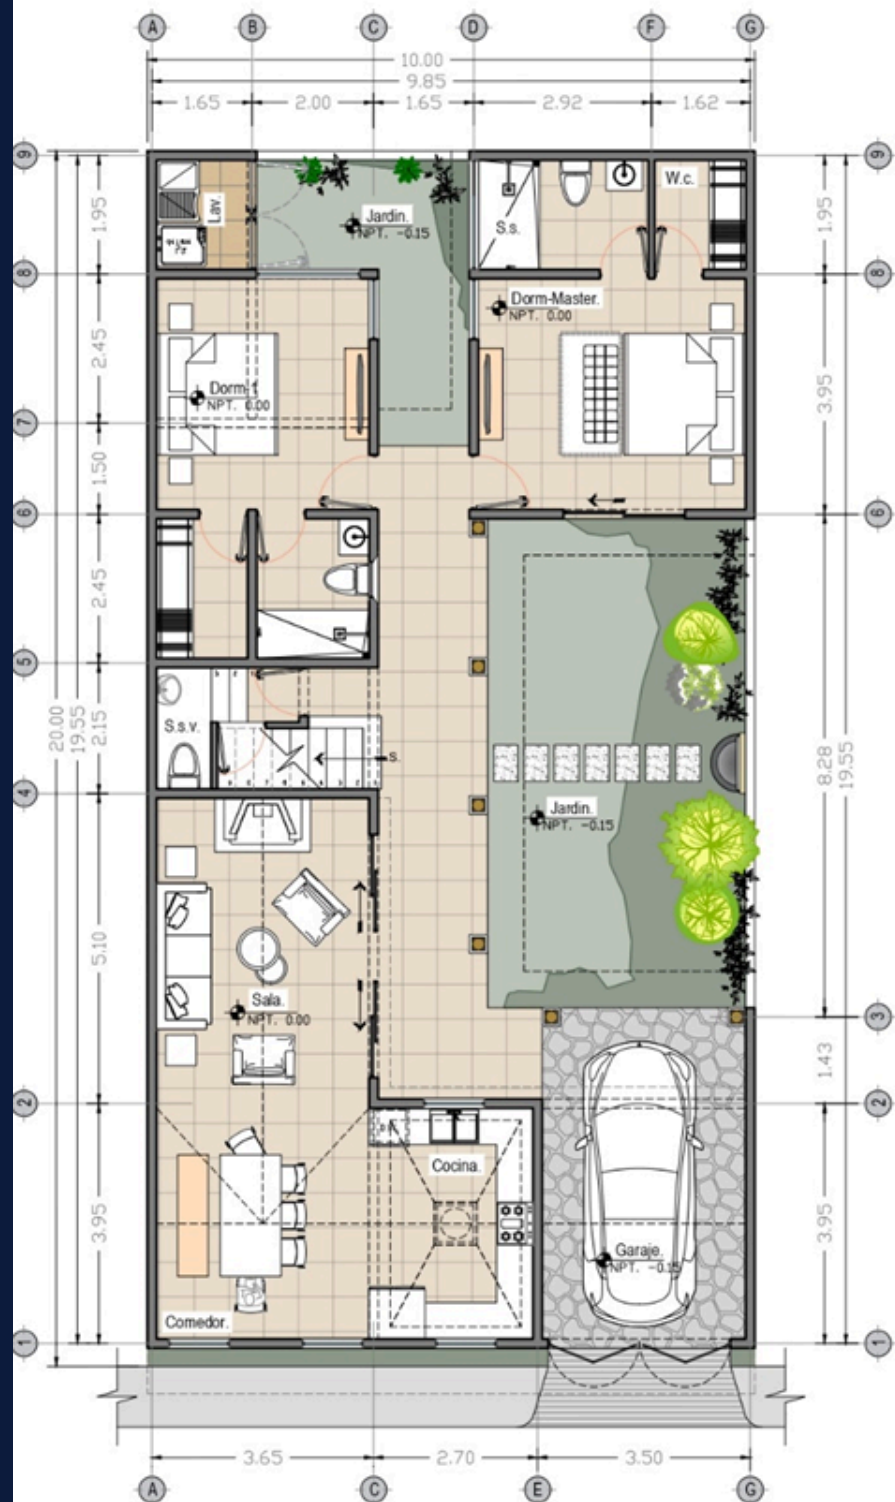 A B C D F G
10.00
9.85
1.65 2.00 1.65 2.92 1.62
9 9
1.95 1.95
Lav.
Jardin.
NPT. -0.15
S.s.
W.c.
8 8
Dorm-Master.
NPT. 0.00
2.45
3.95
Dorm-1
NPT. 0.00
7
1.50
6 6
2.45
5
20.00
19.55
2.15
S.s.v.
S.
8.28
19.55
4
Jardin.
NPT. -0.15
5.10
Sala.
NPT. 0.00
3
1.43
2 2
Cocina.
3.95 3.95
Garaje.
NPT. -0.15
Comedor.
1 1
3.65 2.70 3.50
A C E G